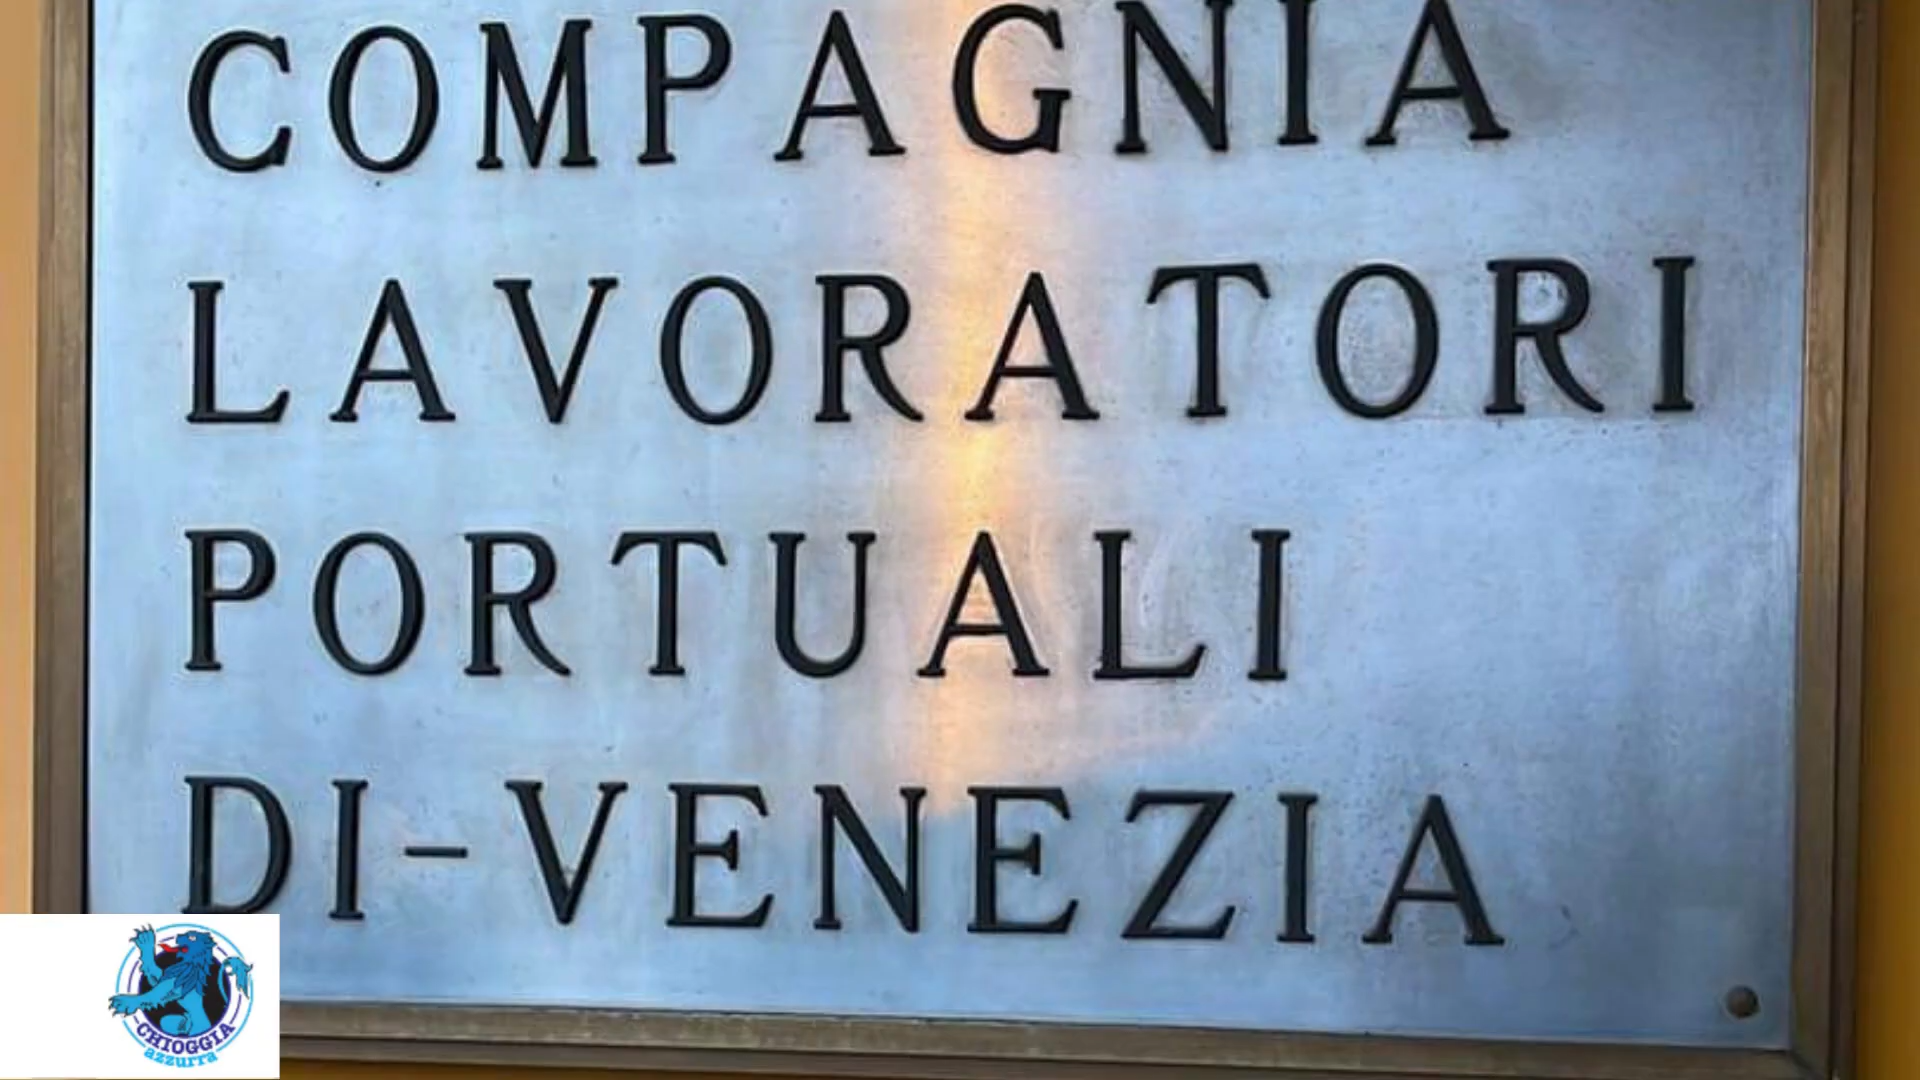 COMPAGNIA
LAVORATORI
PORTUALI
DI-VENEZIA
CHIOGGIA
azzurra